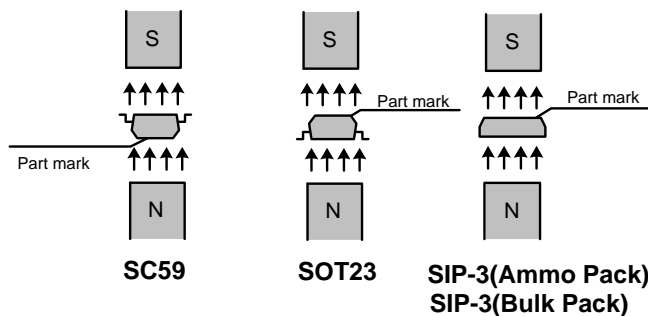 S
S
S
Part mark
Part mark
Part mark
N
N
N
SC59
SOT23
SIP-3(Ammo Pack)
SIP-3(Bulk Pack)